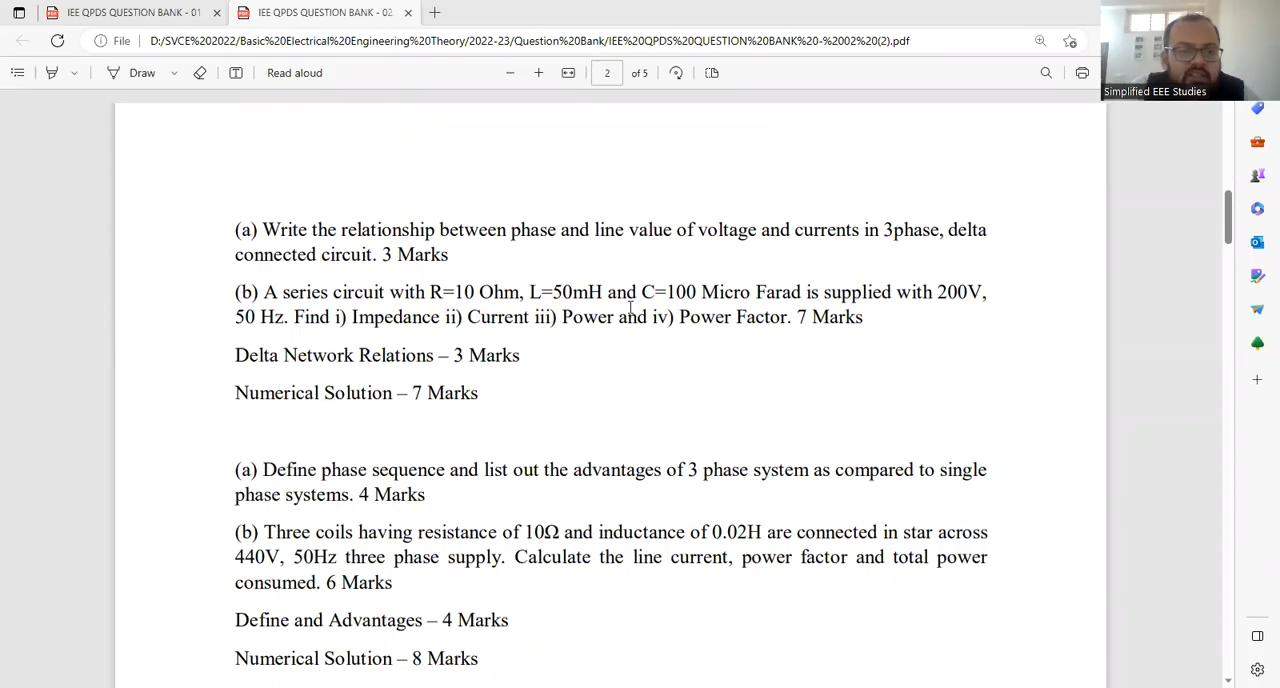 IEE QPDS QUESTION BANK - 01
IEE QPDS QUESTION BANK - 02
File
D:/SVCE%202022/Basic%20Electrical%20Engineering%20Theory/2022-23/Question%20Bank/IEE%20QPDS%20QUESTION%20BANK%20-%2002%20(2).pdf
Draw
Read aloud
2
of 5
Simplified EEE Studies
(a) Write the relationship between phase and line value of voltage and currents in 3phase, delta
connected circuit. 3 Marks
(b) A series circuit with R=10 Ohm, L=50mH and C=100 Micro Farad is supplied with 200V,
50 Hz. Find i) Impedance ii) Current iii) Power and iv) Power Factor. 7 Marks
Delta Network Relations – 3 Marks
Numerical Solution – 7 Marks
(a) Define phase sequence and list out the advantages of 3 phase system as compared to single
phase systems. 4 Marks
(b) Three coils having resistance of 10Ω and inductance of 0.02H are connected in star across
440V, 50Hz three phase supply. Calculate the line current, power factor and total power
consumed. 6 Marks
Define and Advantages – 4 Marks
Numerical Solution – 8 Marks